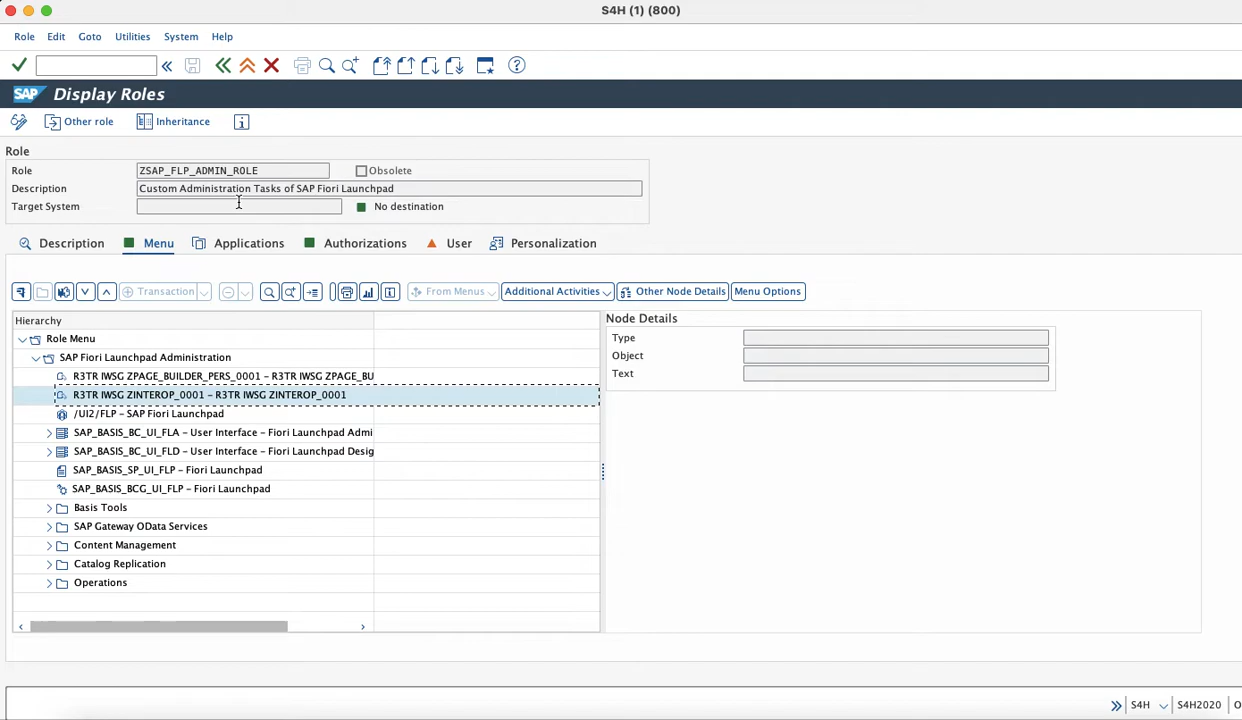 S4H (1) (800)
Role Edit Goto Utilities System Help
SAP Display Roles
Other role Inheritance
Role
Role ZSAP_FLP_ADMIN_ROLE Obsolete
Description Custom Administration Tasks of SAP Fiori Launchpad
Target System No destination
Description Menu Authorizations User Personalization
Transaction From Menus Additional Activities Other Node Details Menu Options
Hierarchy
Role Menu
SAP Fiori Launchpad Administration
R3TR IWSG ZPAGE_BUILDER_PERS_0001 – R3TR IWSG ZPAGE_BU
R3TR IWSG ZINTEROP_0001 – R3TR IWSG ZINTEROP_0001
/UI2/FLP – SAP Fiori Launchpad
SAP_BASIS_BC_UI_FLA – User Interface – Fiori Launchpad Admi
SAP_BASIS_BC_UI_FLD – User Interface – Fiori Launchpad Desig
SAP_BASIS_SP_UI_FLP – Fiori Launchpad
SAP_BASIS_BCG_UI_FLP – Fiori Launchpad
Basis Tools
SAP Gateway OData Services
Content Management
Catalog Replication
Operations
Node Details
Type
Object
Text
S4H S4H2020 O